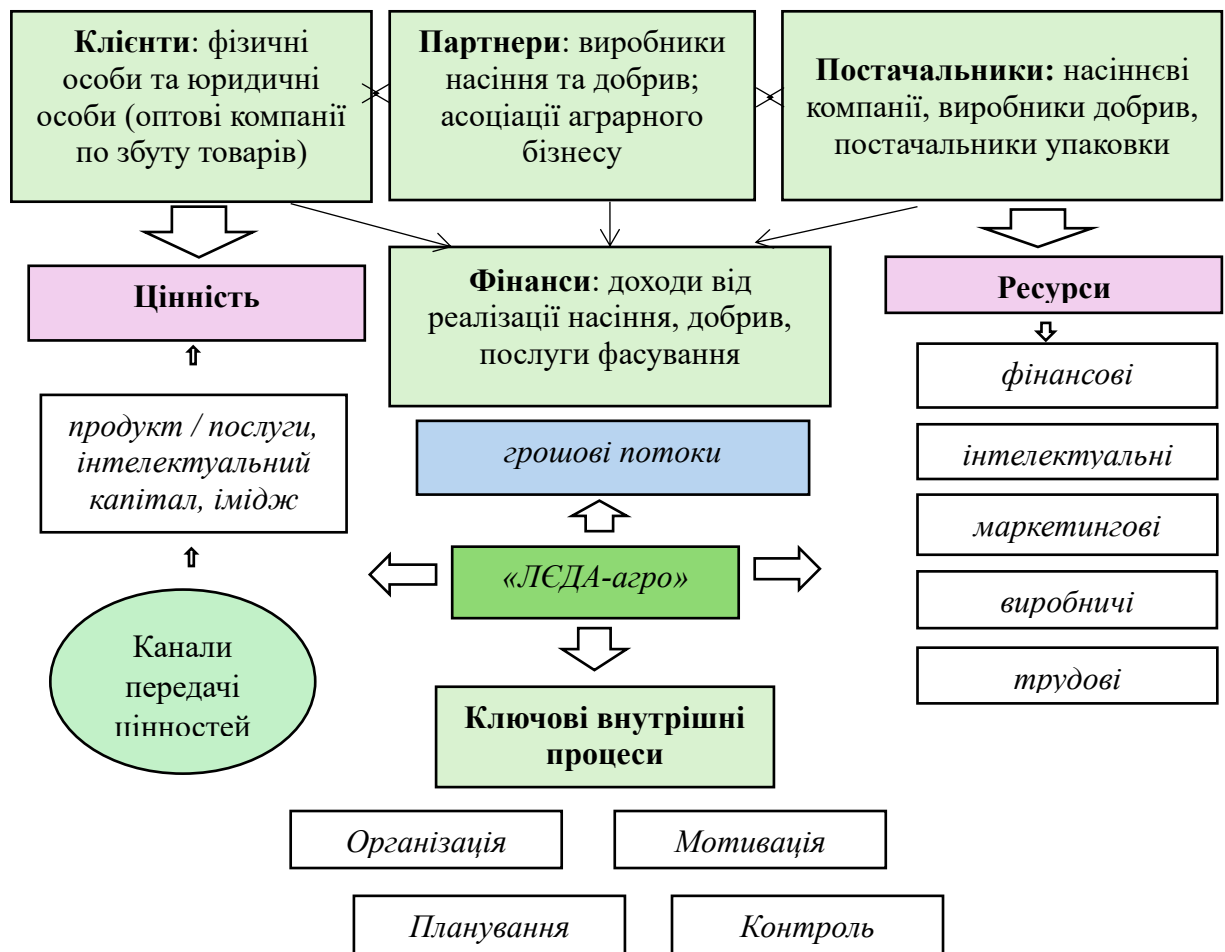 Клієнти: фізичні
особи та юридичні
особи (оптові компанії
по збуту товарів)
Партнери: виробники
насіння та добрив;
асоціації аграрного
бізнесу
Постачальники: насіннєві
компанії, виробники добрив,
постачальники упаковки
Цінність
Фінанси: доходи від
реалізації насіння, добрив,
послуги фасування
Ресурси
продукт / послуги,
інтелектуальний
капітал, імідж
грошові потоки
фінансові
інтелектуальні
маркетингові
виробничі
трудові
«ЛЄДА-агро»
Канали
передачі
цінностей
Ключові внутрішні
процеси
Організація
Мотивація
Планування
Контроль